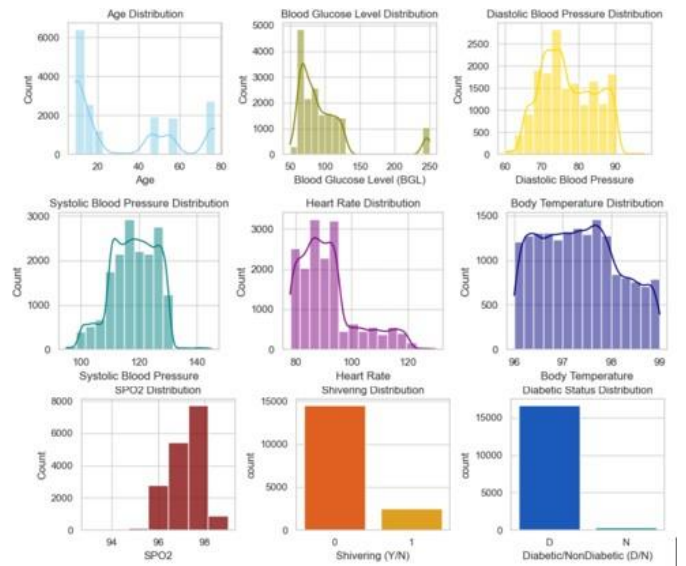 Age Distribution
Count
6000
4000
2000
0
20
40
60
80
Age
Blood Glucose Level Distribution
Count
5000
4000
3000
2000
1000
0
50
100
150
200
250
Blood Glucose Level (BGL)
Diastolic Blood Pressure Distribution
Count
2500
2000
1500
1000
500
0
60
70
80
90
Diastolic Blood Pressure
Systolic Blood Pressure Distribution
Count
3000
2000
1000
0
100
120
140
Systolic Blood Pressure
Heart Rate Distribution
Count
3000
2000
1000
0
80
100
120
Heart Rate
Body Temperature Distribution
Count
1500
1000
500
0
96
97
98
99
Body Temperature
SPO2 Distribution
Count
8000
6000
4000
2000
0
94
96
98
SPO2
Shivering Distribution
count
15000
10000
5000
0
0
1
Shivering (Y/N)
Diabetic Status Distribution
count
15000
10000
5000
0
D
N
Diabetic/NonDiabetic (D/N)